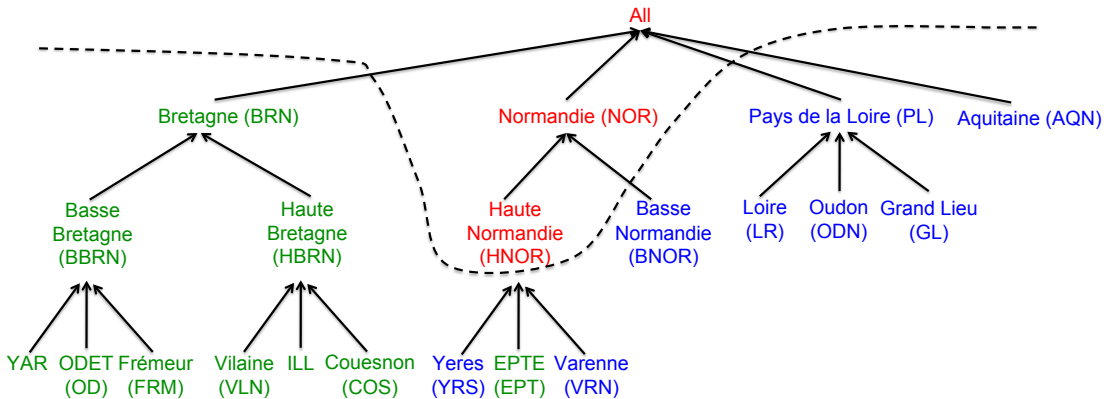 All
Bretagne (BRN)
Normandie (NOR)
Pays de la Loire (PL)
Aquitaine (AQN)
Basse
Bretagne
(BBRN)
Haute
Bretagne
(HBRN)
Haute
Normandie
(HNOR)
Basse
Normandie
(BNOR)
Loire
(LR)
Oudon
(ODN)
Grand Lieu
(GL)
YAR
ODET
(OD)
Frémeur
(FRM)
Vilaine
(VLN)
ILL
Couesnon
(COS)
Yeres
(YRS)
EPTE
(EPT)
Varenne
(VRN)